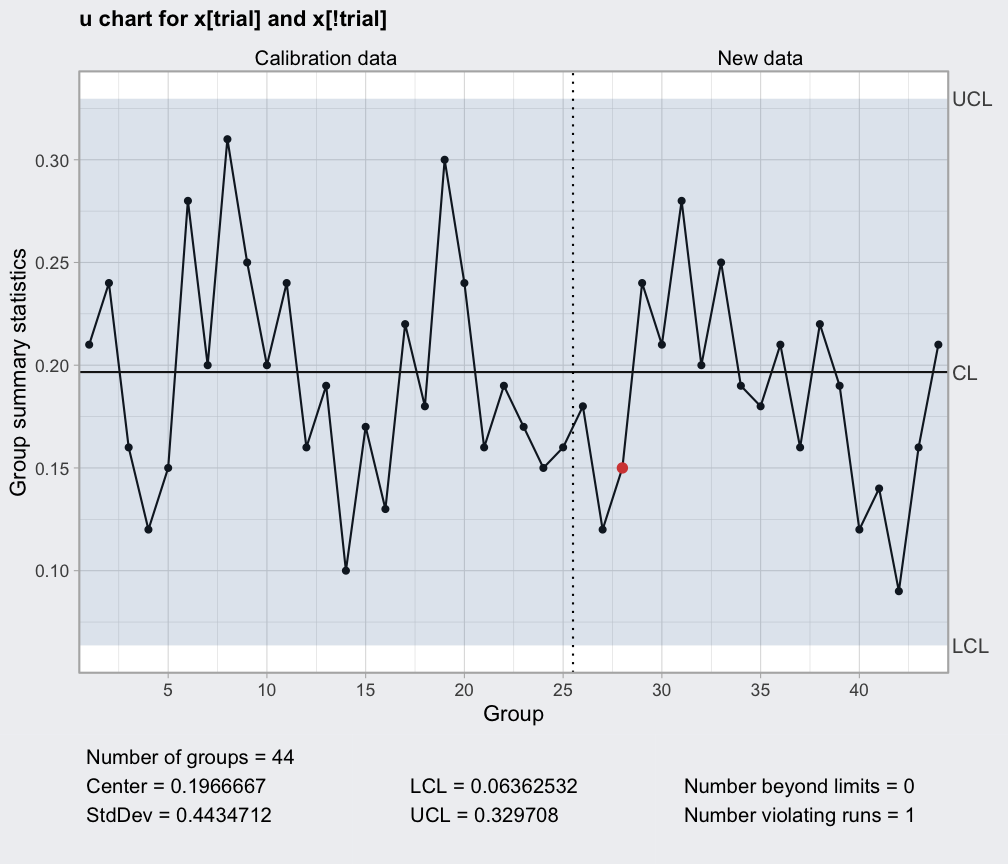 u chart for x[trial] and x[!trial]
Calibration data New data
UCL
0.30
0.25
0.20
CL
0.15
0.10
LCL
Group summary statistics
5 10 15 20 25 30 35 40
Group
Number of groups = 44
Center = 0.1966667 LCL = 0.06362532 Number beyond limits = 0
StdDev = 0.4434712 UCL = 0.329708 Number violating runs = 1